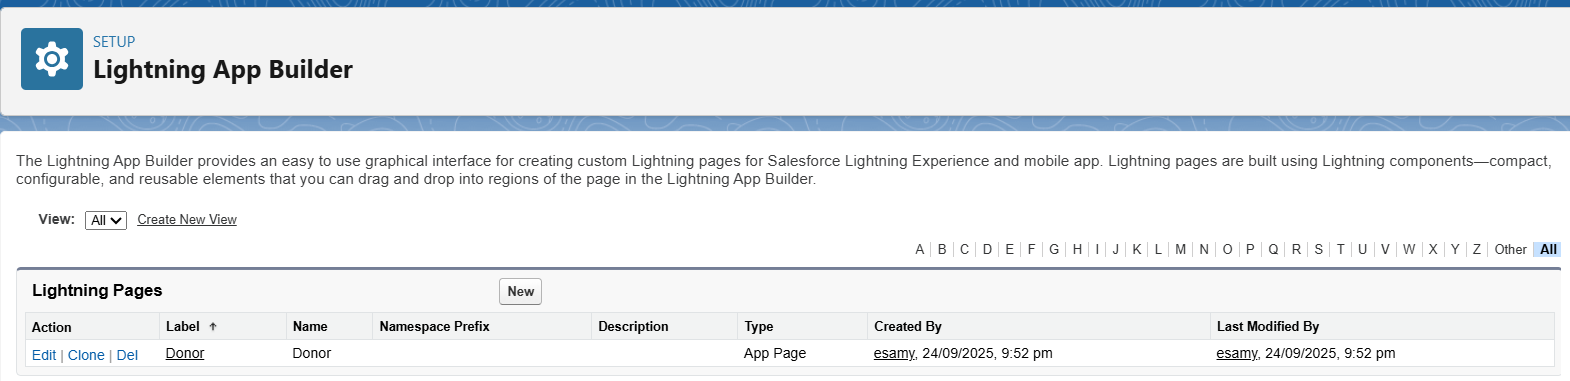 SETUP
Lightning App Builder
The Lightning App Builder provides an easy to use graphical interface for creating custom Lightning pages for Salesforce Lightning Experience and mobile app. Lightning pages are built using Lightning components—compact,
configurable, and reusable elements that you can drag and drop into regions of the page in the Lightning App Builder.
View: All Create New View
A B C D E F G H I J K L M N O P Q R S T U V W X Y Z Other All
Lightning Pages New
Action Label ↑ Name Namespace Prefix Description Type Created By Last Modified By
Edit | Clone | Del Donor Donor App Page esamy, 24/09/2025, 9:52 pm esamy, 24/09/2025, 9:52 pm